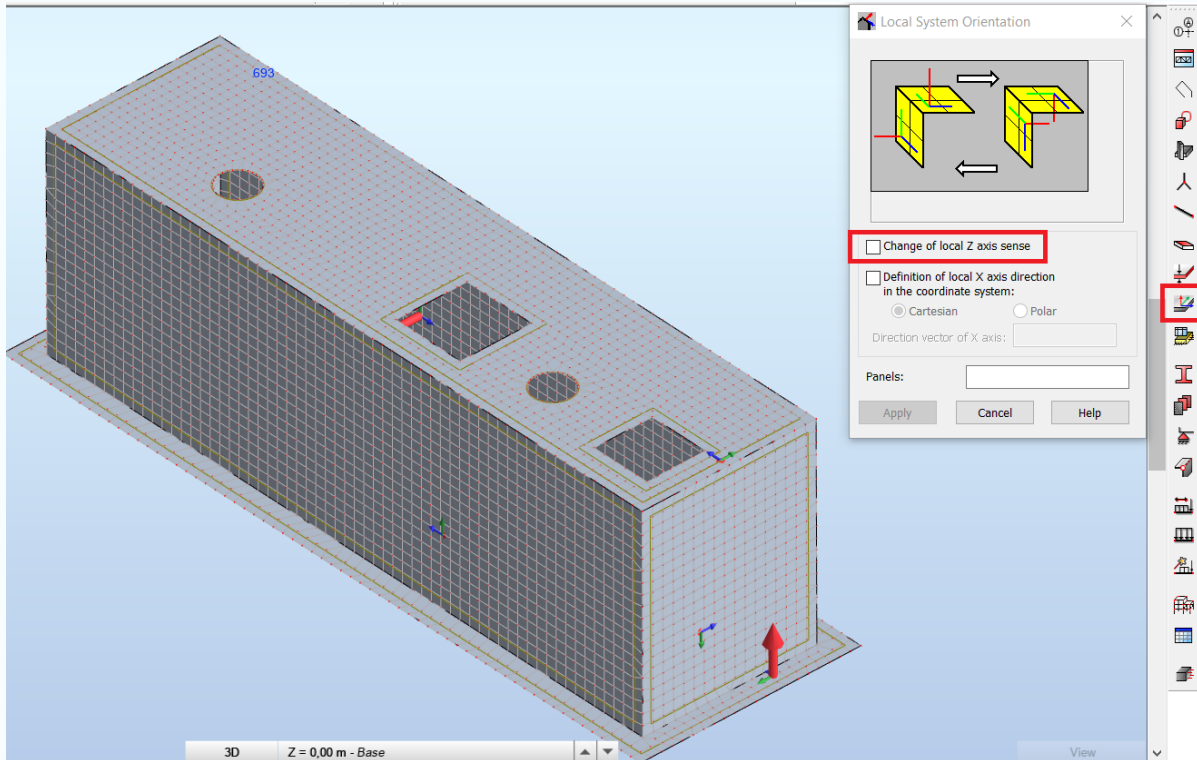 Local System Orientation
693
Change of local Z axis sense
Definition of local X axis direction
in the coordinate system:
Cartesian
Polar
Direction vector of X axis:
Panels:
Apply
Cancel
Help
3D
Z = 0,00 m - Base
View